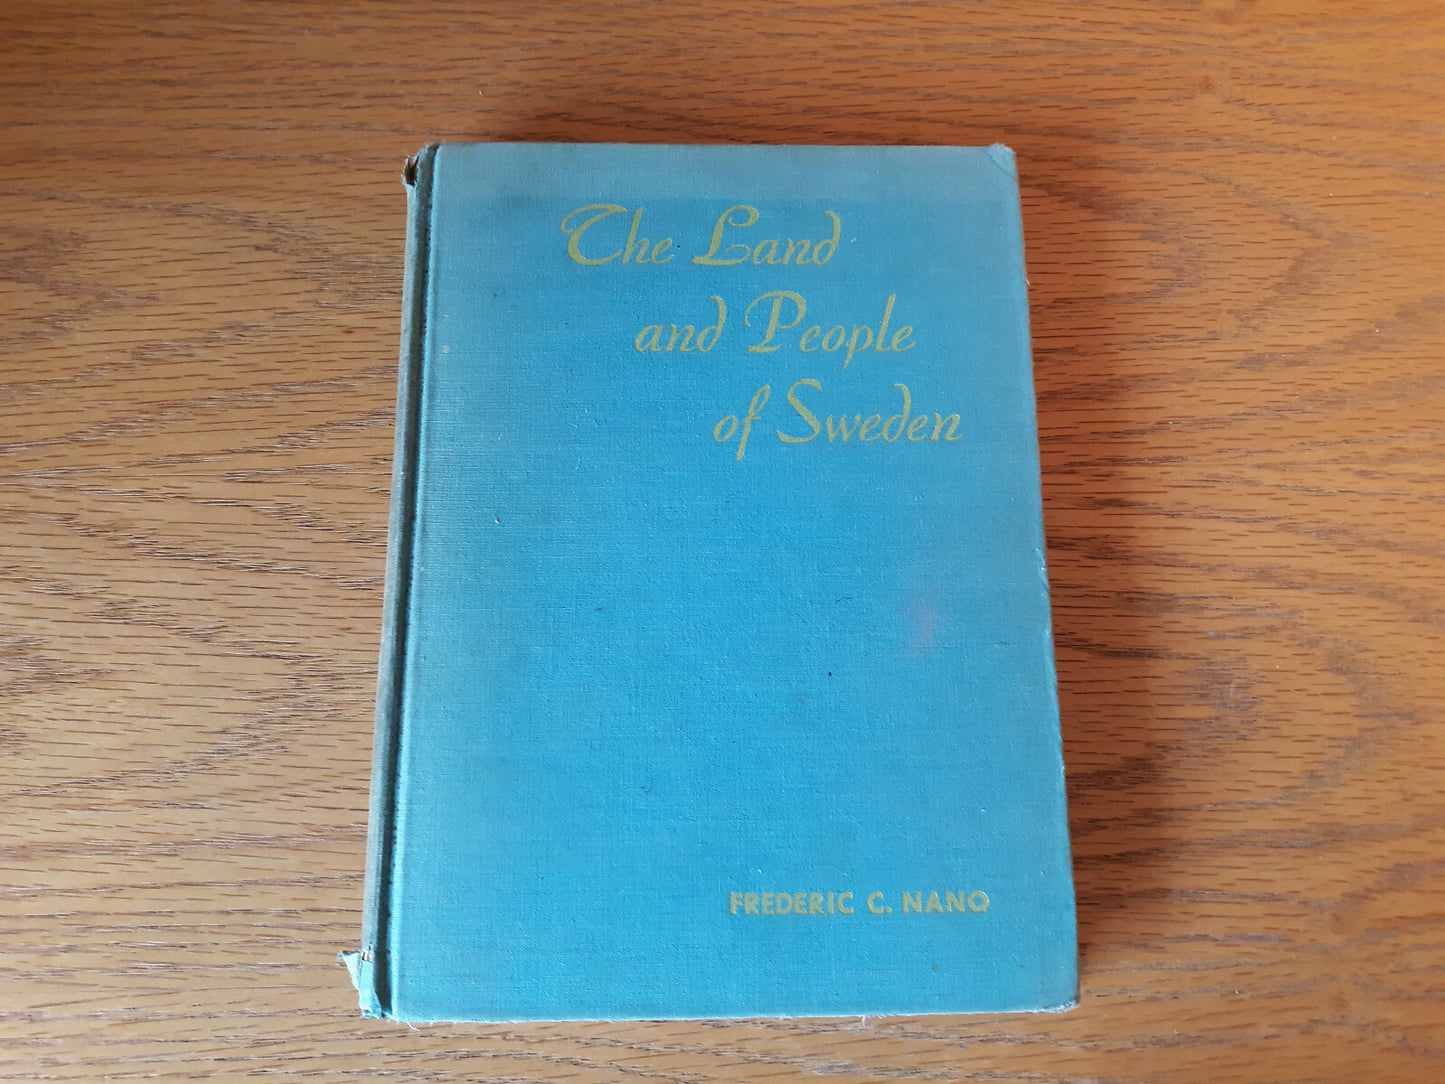 The Land
and People
of Sweden
FREDERIC C. NANO